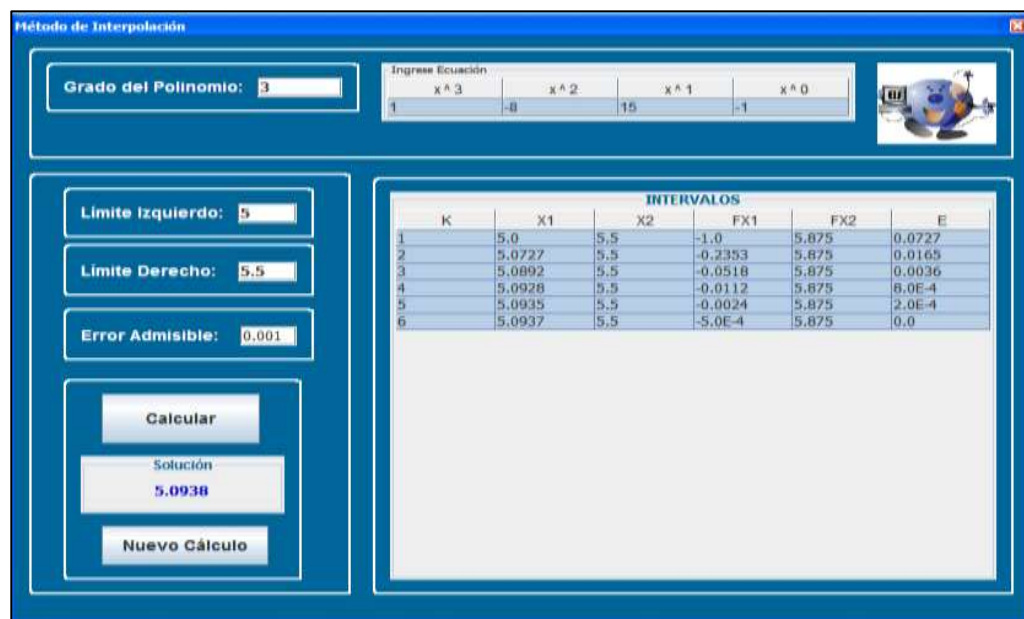 Método de Interpolación
Grado del Polinomio: 3
Ingrese Ecuación
x ^ 3 x ^ 2 x ^ 1 x ^ 0
1 -8 15 -1
Límite Izquierdo: 5
Límite Derecho: 5.5
Error Admisible: 0.001
Calcular
Solución
5.0938
Nuevo Cálculo
INTERVALOS
K X1 X2 FX1 FX2 E
1 5.0 5.5 -1.0 5.875 0.0727
2 5.0727 5.5 -0.2353 5.875 0.0165
3 5.0892 5.5 -0.0518 5.875 0.0036
4 5.0928 5.5 -0.0112 5.875 8.0E-4
5 5.0935 5.5 -0.0024 5.875 2.0E-4
6 5.0937 5.5 -5.0E-4 5.875 0.0